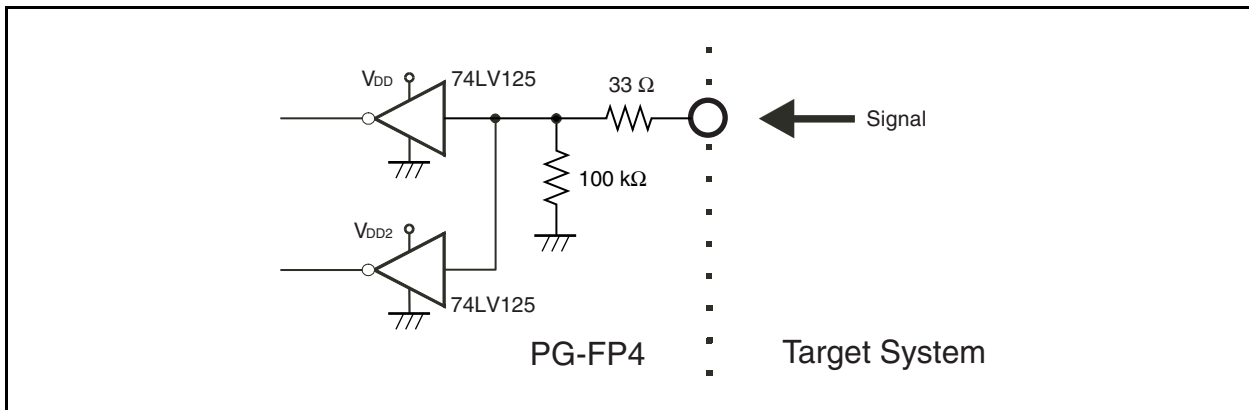 VDD
74LV125
33 Ω
Signal
100 kΩ
VDD2
74LV125
PG-FP4
Target System